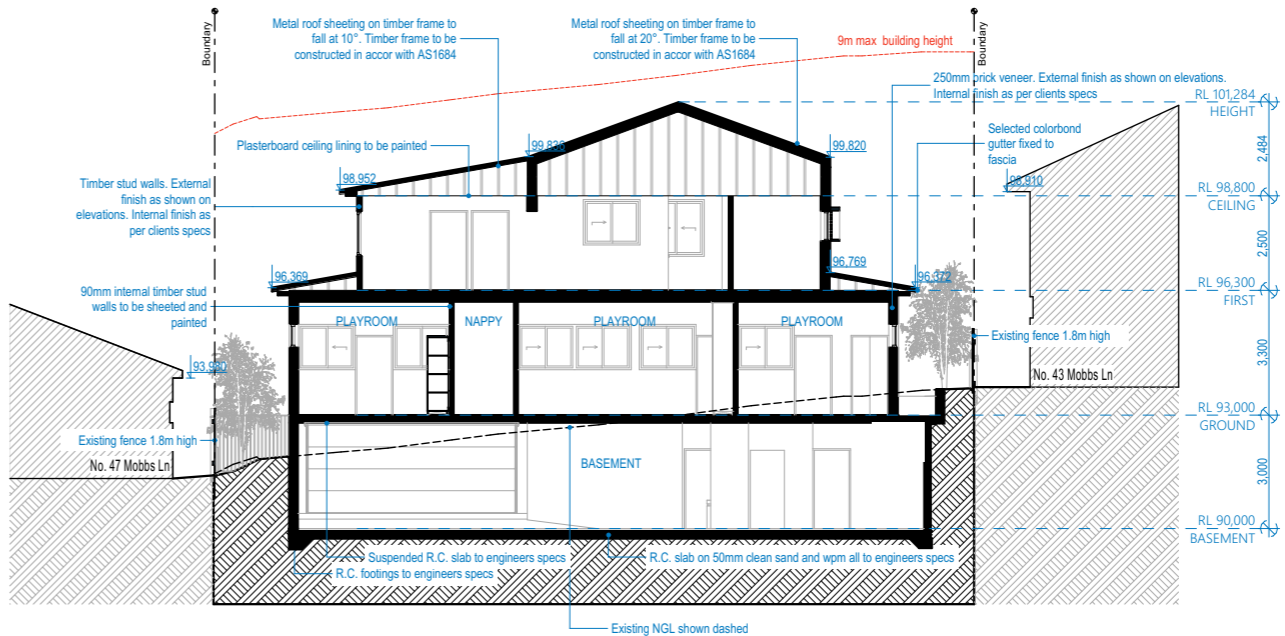 Boundary
Metal roof sheeting on timber frame to
fall at 10°. Timber frame to be
constructed in accor with AS1684
Metal roof sheeting on timber frame to
fall at 20°. Timber frame to be
constructed in accor with AS1684
9m max building height
Boundary
250mm brick veneer. External finish as shown on elevations.
Internal finish as per clients specs
RL 101,284
HEIGHT
2,484
Selected colorbond
gutter fixed to
fascia
Plasterboard ceiling lining to be painted
99,836
99,820
98,952
98,910
RL 98,800
CEILING
2,500
Timber stud walls. External
finish as shown on
elevations. Internal finish as
per clients specs
96,369
96,769
96,372
RL 96,300
FIRST
3,300
90mm internal timber stud
walls to be sheeted and
painted
PLAYROOM
NAPPY
PLAYROOM
PLAYROOM
Existing fence 1.8m high
93,930
No. 43 Mobbs Ln
RL 93,000
GROUND
3,000
Existing fence 1.8m high
No. 47 Mobbs Ln
BASEMENT
RL 90,000
BASEMENT
Suspended R.C. slab to engineers specs
R.C. slab on 50mm clean sand and wpm all to engineers specs
R.C. footings to engineers specs
Existing NGL shown dashed